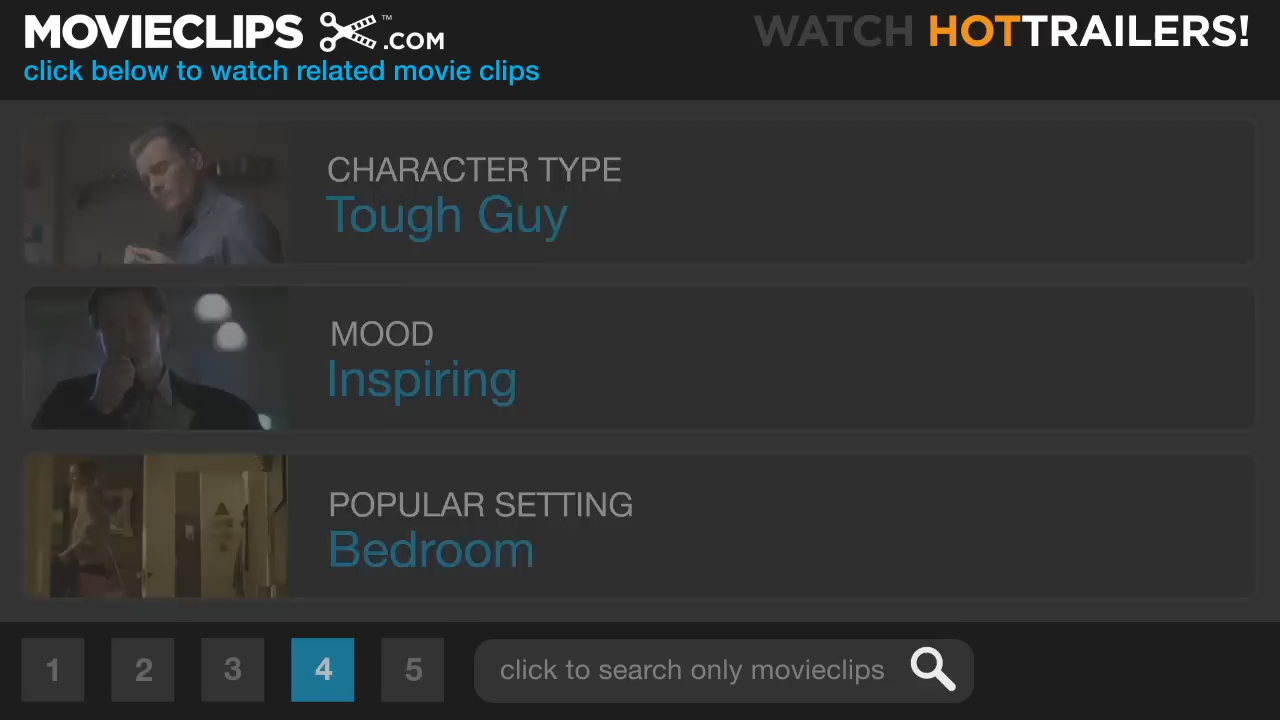 MOVIECLIPS ™.COM
WATCH HOTTRAILERS!
click below to watch related movie clips
CHARACTER TYPE
Tough Guy
MOOD
Inspiring
POPULAR SETTING
Bedroom
1 2 3 4 5
click to search only movieclips